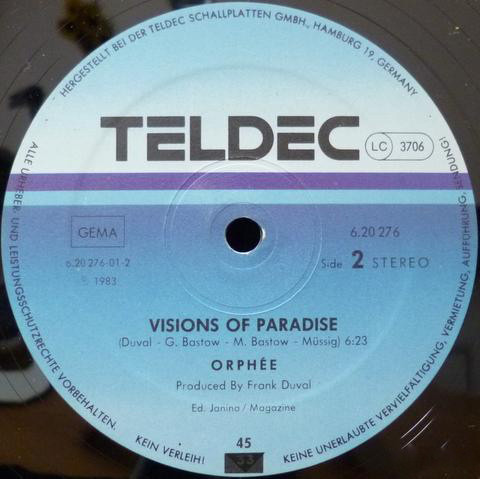 HERGESTELLT BEI DER TELDEC SCHALLPLATTEN GMBH., HAMBURG 19, GERMANY
TELDEC
LC 3706
GEMA
6.20 276
6.20 276-01-2
Side 2 STEREO
℗ 1983
VISIONS OF PARADISE
(Duval - G. Bastow - M. Bastow - Müssig) 6:23
ORPHÉE
Produced By Frank Duval
Ed. Janina / Magazine
45
33
ALLE URHEBER- UND LEISTUNGSSCHUTZRECHTE VORBEHALTEN.
KEIN VERLEIH!
KEINE UNERLAUBTE VERVIELFÄLTIGUNG, VERMIETUNG, AUFFÜHRUNG, SENDUNG!